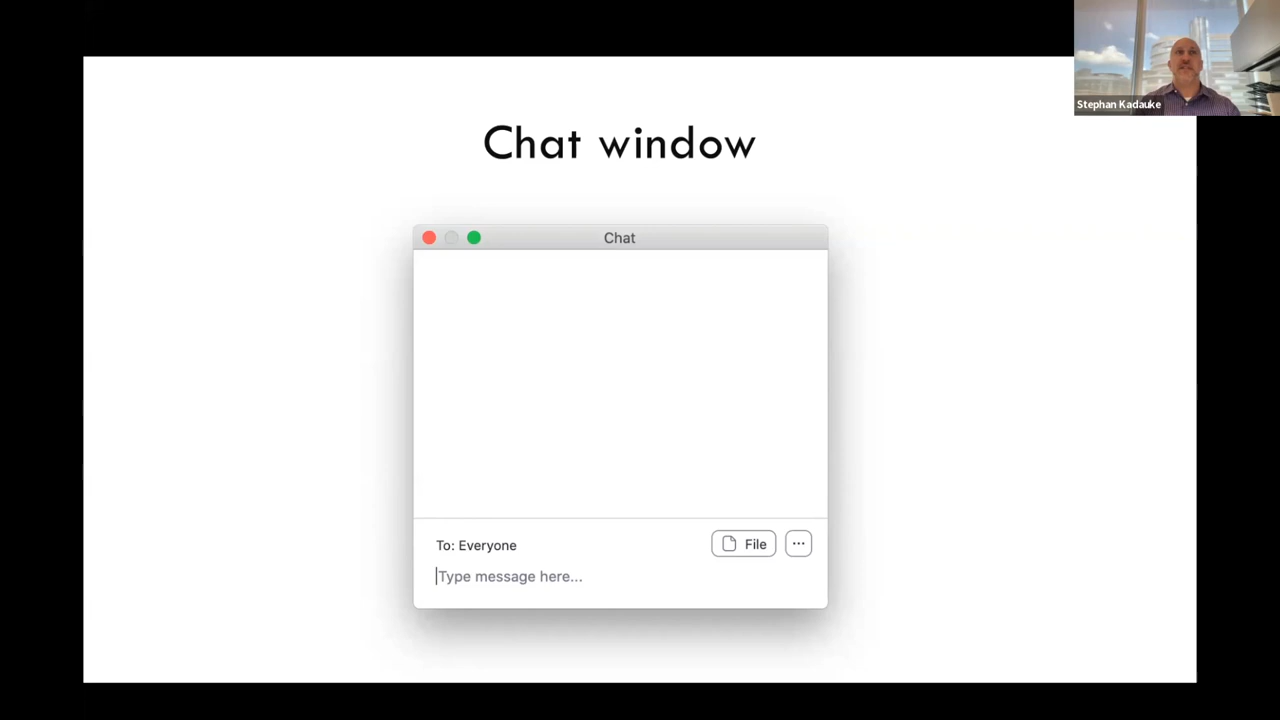 Stephan Kadauke
Chat window
Chat
To: Everyone
File
...
Type message here...